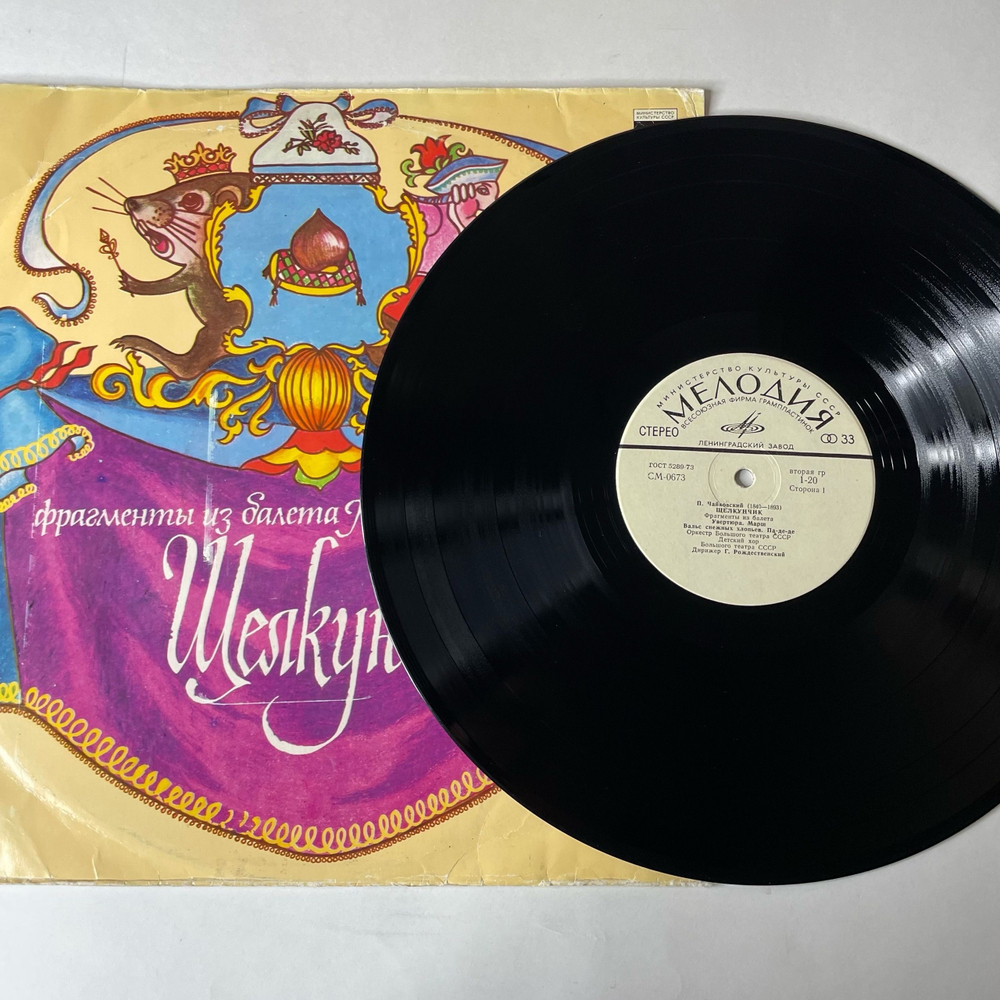 МИНИСТЕРСТВО
КУЛЬТУРЫ СССР
фрагменты из балета
Щелкун
МИНИСТЕРСТВО КУЛЬТУРЫ СССР
МЕЛОДИЯ
ВСЕСОЮЗНАЯ ФИРМА ГРАМПЛАСТИНОК
СТЕРЕО
33
ЛЕНИНГРАДСКИЙ ЗАВОД
ГОСТ 5289-73
СМ-0673
вторая гр
1-20
Сторона 1
П. Чайковский (1840—1893)
ЩЕЛКУНЧИК
Фрагменты из балета
Увертюра. Марш
Вальс снежных хлопьев. Па-де-де
Оркестр Большого театра СССР
Детский хор
Большого театра СССР
Дирижер Г. Рождественский